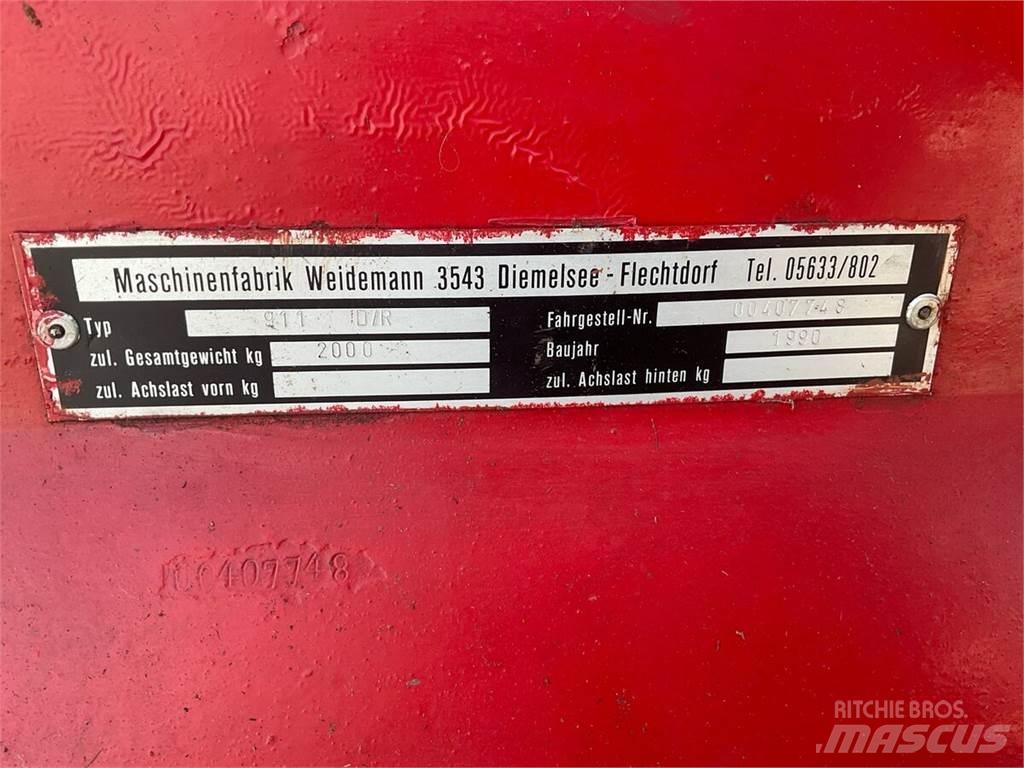 Maschinenfabrik Weidemann 3543 Diemelsee - Flechtdorf Tel. 05633/802
Typ 911 D/R Fahrgestell-Nr. 00407748
zul. Gesamtgewicht kg 2000 Baujahr 1990
zul. Achslast vorn kg zul. Achslast hinten kg
00407748
RITCHIE BROS.
MASCUS